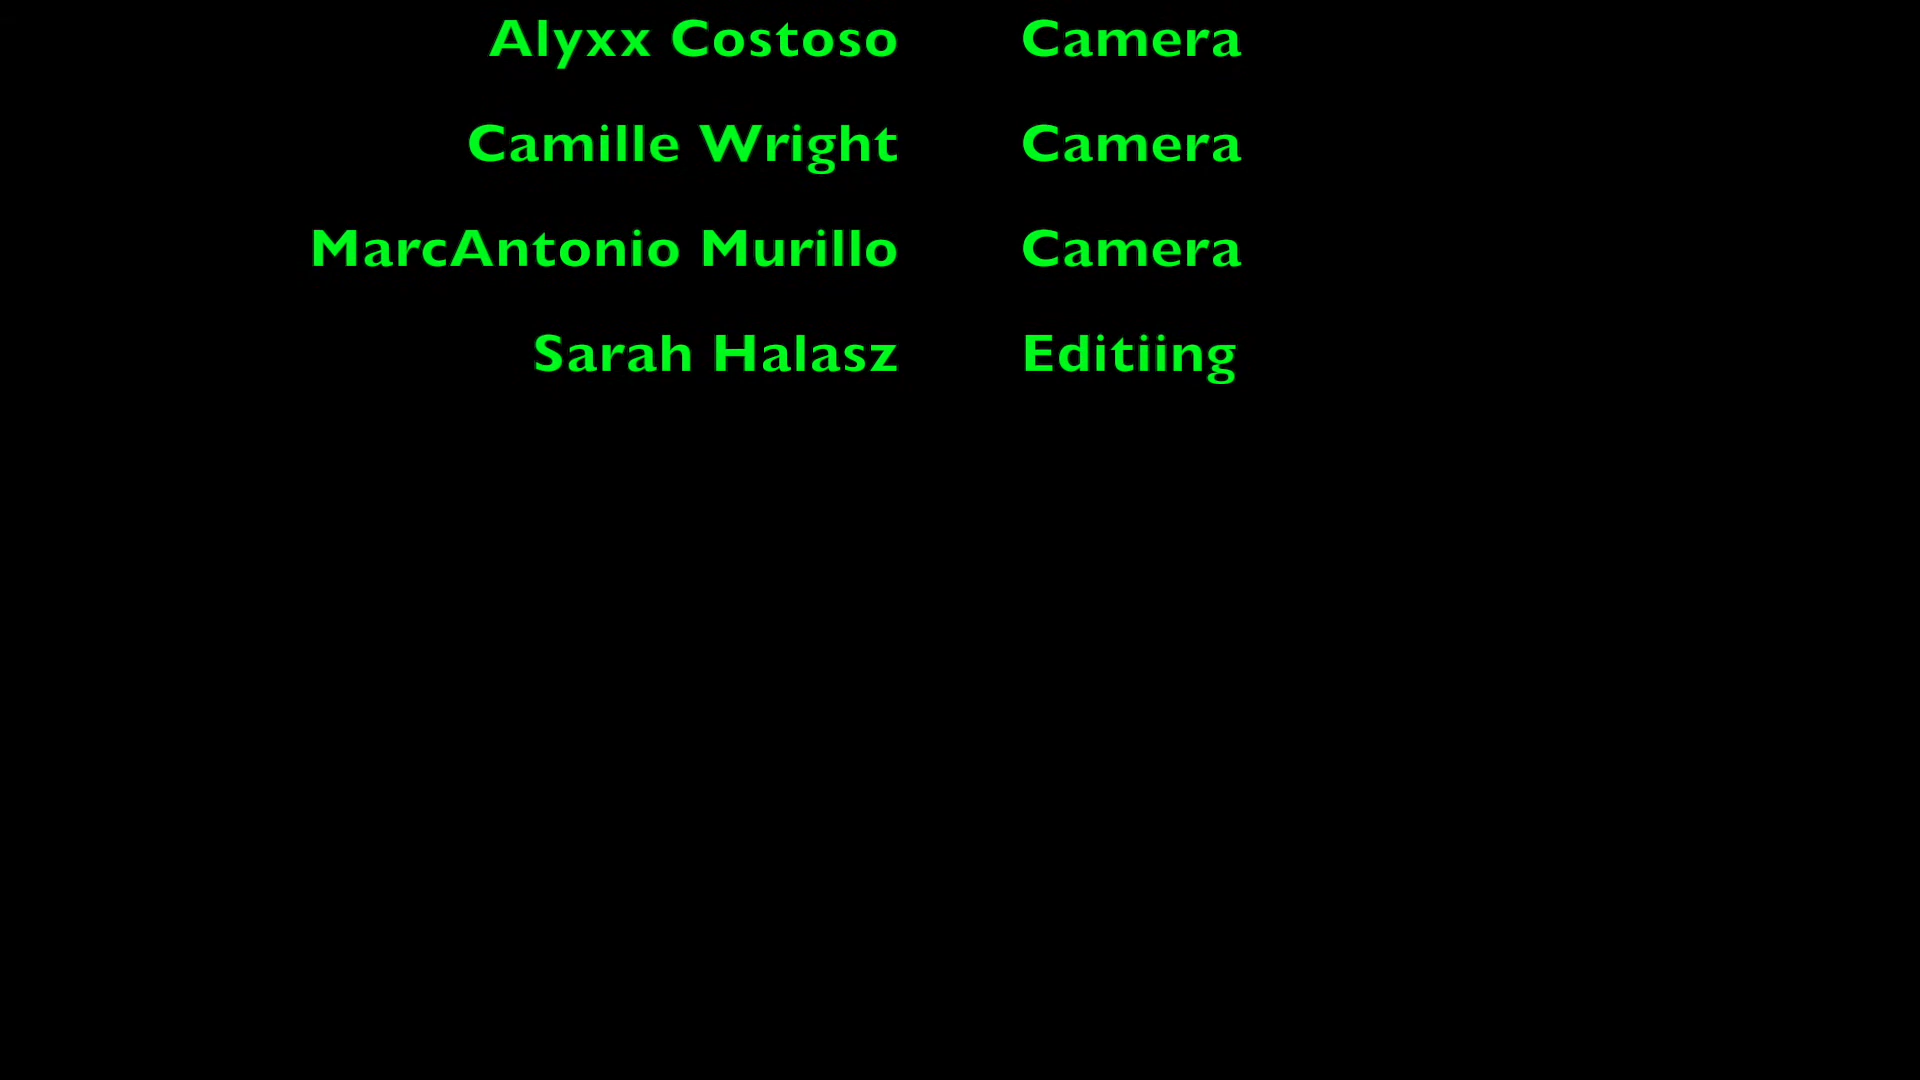 Alyxx Costoso Camera
Camille Wright Camera
MarcAntonio Murillo Camera
Sarah Halasz Editiing